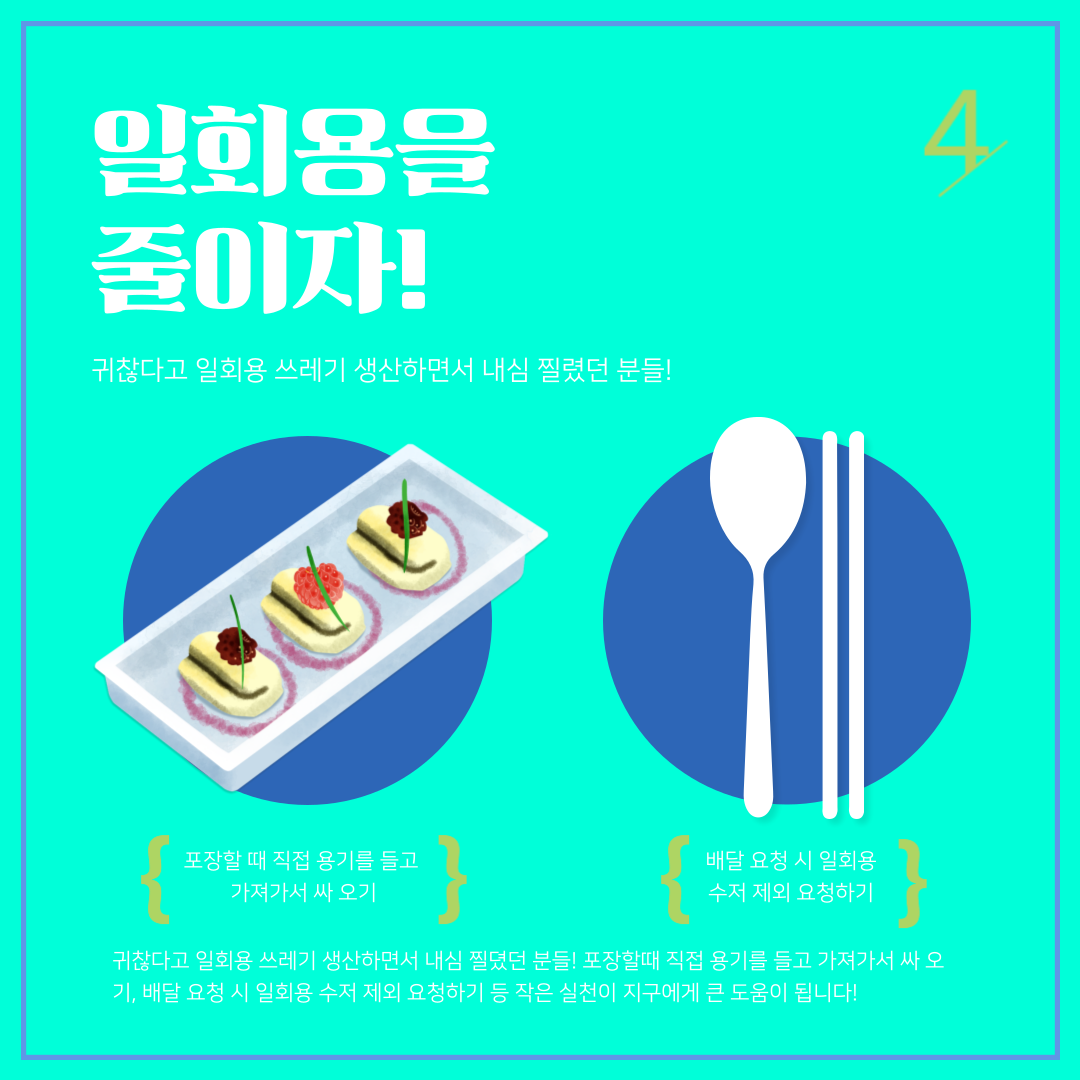 일회용을
줄이자!
4
귀찮다고 일회용 쓰레기 생산하면서 내심 찔렸던 분들!
{ 포장할 때 직접 용기를 들고
가져가서 싸 오기 }
{ 배달 요청 시 일회용
수저 제외 요청하기 }
귀찮다고 일회용 쓰레기 생산하면서 내심 찔뎠던 분들! 포장할때 직접 용기를 들고 가져가서 싸 오
기, 배달 요청 시 일회용 수저 제외 요청하기 등 작은 실천이 지구에게 큰 도움이 됩니다!